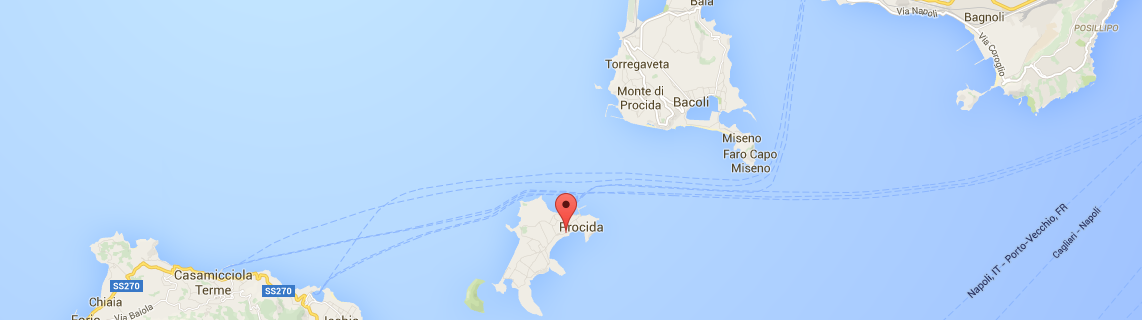 Baia
Via Napoli
Bagnoli
POSILLIPO
Via Coroglio
Torregaveta
Monte di
Procida
Bacoli
Miseno
Faro Capo
Miseno
Procida
Napoli, IT - Porto-Vecchio, FR
Cagliari - Napoli
Casamicciola
Terme
SS270
SS270
Chiaia
Via Baiola
Forio
Ischia